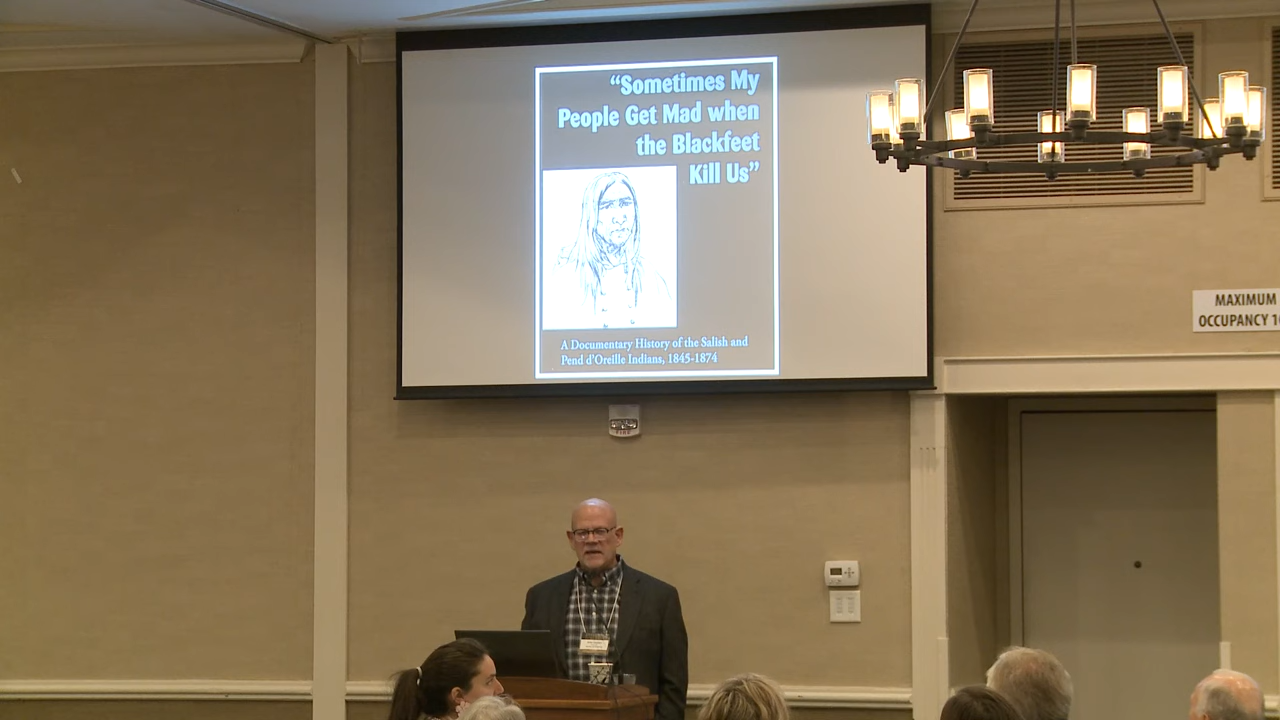 “Sometimes My
People Get Mad when
the Blackfeet
Kill Us”
A Documentary History of the Salish and
Pend d'Oreille Indians, 1845-1874
MAXIMUM
OCCUPANCY
FIRE